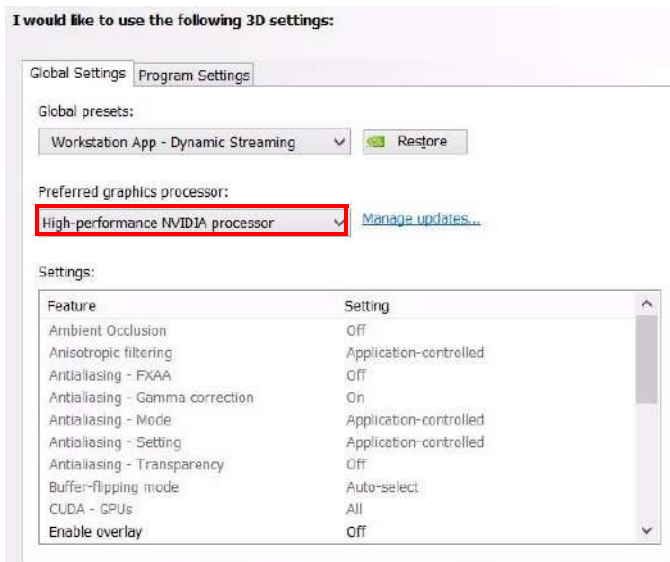 I would like to use the following 3D settings:
Global Settings Program Settings
Global presets:
Workstation App - Dynamic Streaming Restore
Preferred graphics processor:
High-performance NVIDIA processor Manage updates...
Settings:
Feature Setting
Ambient Occlusion Off
Anisotropic filtering Application-controlled
Antialiasing - FXAA Off
Antialiasing - Gamma correction On
Antialiasing - Mode Application-controlled
Antialiasing - Setting Application-controlled
Antialiasing - Transparency Off
Buffer-flipping mode Auto-select
CUDA - GPUs All
Enable overlay Off